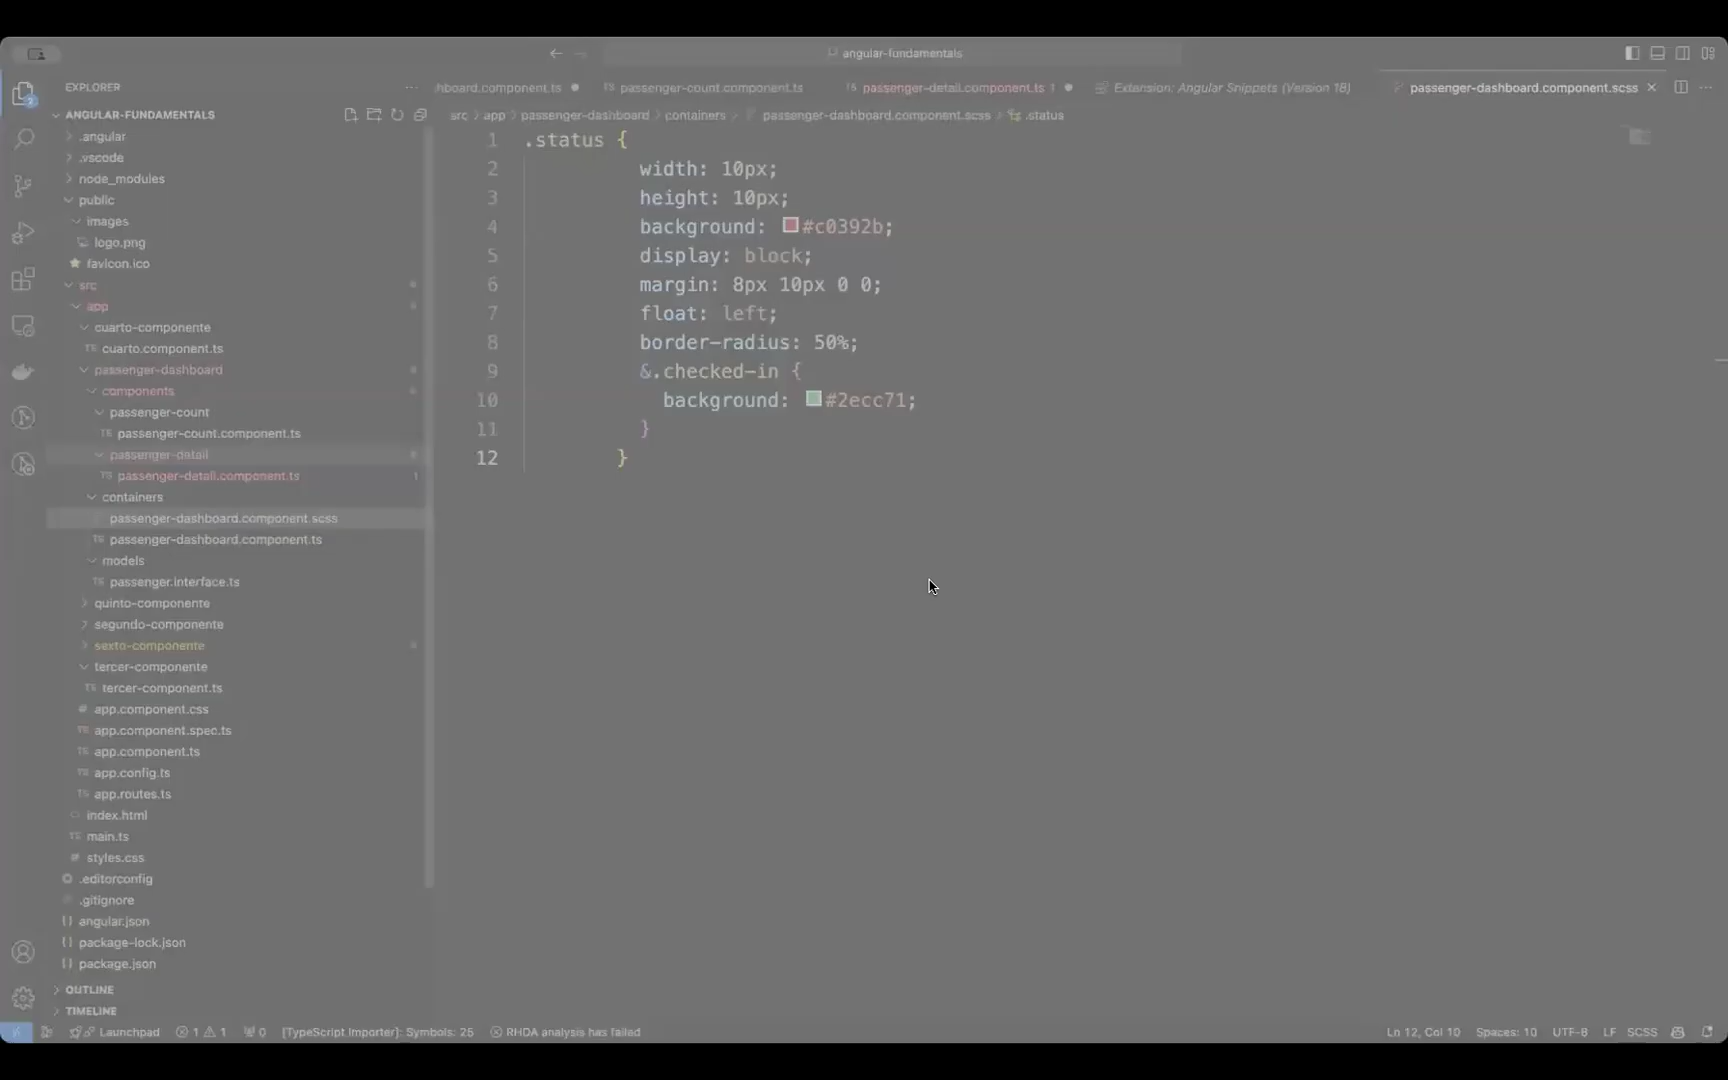 angular-fundamentals
EXPLORER
hboard.component.ts
passenger-count.component.ts
passenger-detail.component.ts 1
Extension: Angular Snippets (Version 18)
passenger-dashboard.component.scss
ANGULAR-FUNDAMENTALS
src > app > passenger-dashboard > containers > passenger-dashboard.component.scss > .status
.angular
.vscode
node_modules
public
images
logo.png
favicon.ico
src
app
cuarto-componente
cuarto.component.ts
passenger-dashboard
components
passenger-count
passenger-count.component.ts
passenger-detail
passenger-detail.component.ts 1
containers
passenger-dashboard.component.scss
passenger-dashboard.component.ts
models
passenger.interface.ts
quinto-componente
segundo-componente
sexto-componente
tercer-componente
tercer-component.ts
app.component.css
app.component.spec.ts
app.component.ts
app.config.ts
app.routes.ts
index.html
main.ts
styles.css
.editorconfig
.gitignore
angular.json
package-lock.json
package.json
OUTLINE
TIMELINE
1 .status {
2 width: 10px;
3 height: 10px;
4 background: #c0392b;
5 display: block;
6 margin: 8px 10px 0 0;
7 float: left;
8 border-radius: 50%;
9 &.checked-in {
10 background: #2ecc71;
11 }
12 }
Launchpad 1 1 0 [TypeScript Importer]: Symbols: 25 RHDA analysis has failed
Ln 12, Col 10 Spaces: 10 UTF-8 LF SCSS